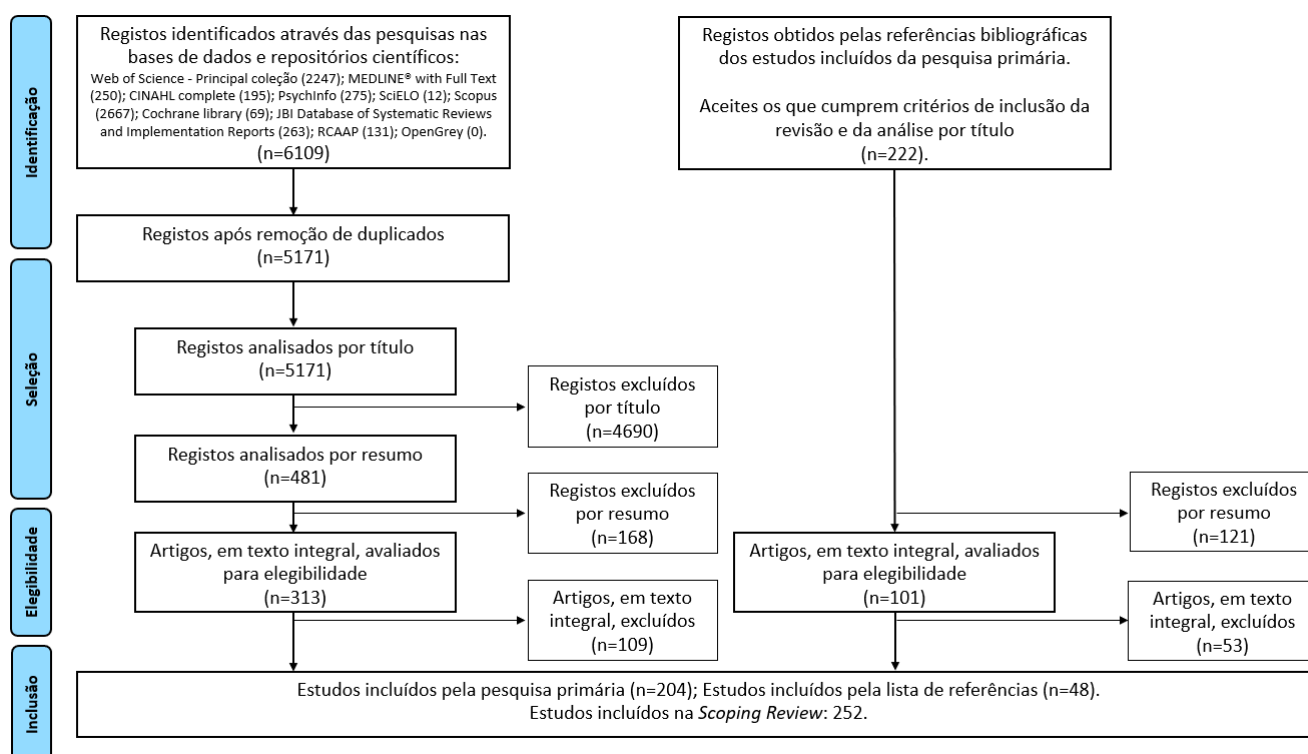 Identificação
Registos identificados através das pesquisas nas
bases de dados e repositórios científicos:
Web of Science - Principal coleção (2247); MEDLINE® with Full Text
(250); CINAHL complete (195); PsychInfo (275); SciELO (12); Scopus
(2667); Cochrane library (69); JBI Database of Systematic Reviews
and Implementation Reports (263); RCAAP (131); OpenGrey (0).
(n=6109)
Registos obtidos pelas referências bibliográficas
dos estudos incluídos da pesquisa primária.
Aceites os que cumprem critérios de inclusão da
revisão e da análise por título
(n=222).
Registos após remoção de duplicados
(n=5171)
Seleção
Registos analisados por título
(n=5171)
Registos excluídos
por título
(n=4690)
Registos analisados por resumo
(n=481)
Registos excluídos
por resumo
(n=168)
Registos excluídos
por resumo
(n=121)
Elegibilidade
Artigos, em texto integral, avaliados
para elegibilidade
(n=313)
Artigos, em texto integral, avaliados
para elegibilidade
(n=101)
Artigos, em texto
integral, excluídos
(n=109)
Artigos, em texto
integral, excluídos
(n=53)
Inclusão
Estudos incluídos pela pesquisa primária (n=204); Estudos incluídos pela lista de referências (n=48).
Estudos incluídos na Scoping Review: 252.